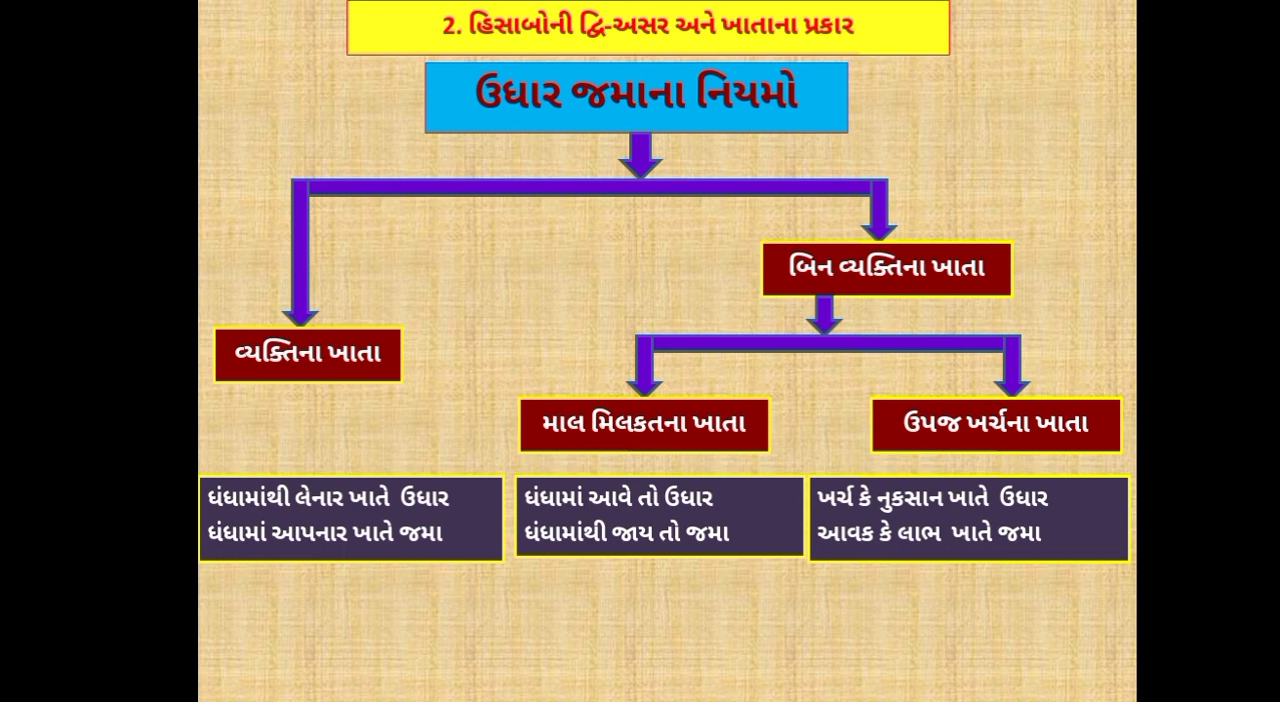 2. હિસાબોની દ્વિ-અસર અને ખાતાના પ્રકાર
ઉધાર જમાના નિયમો
બિન વ્યક્તિના ખાતા
વ્યક્તિના ખાતા
માલ મિલકતના ખાતા
ઉપજ ખર્ચના ખાતા
ધંધામાંથી લેનાર ખાતે ઉધાર
ધંધામાં આપનાર ખાતે જમા
ધંધામાં આવે તો ઉધાર
ધંધામાંથી જાય તો જમા
ખર્ચ કે નુકસાન ખાતે ઉધાર
આવક કે લાભ ખાતે જમા